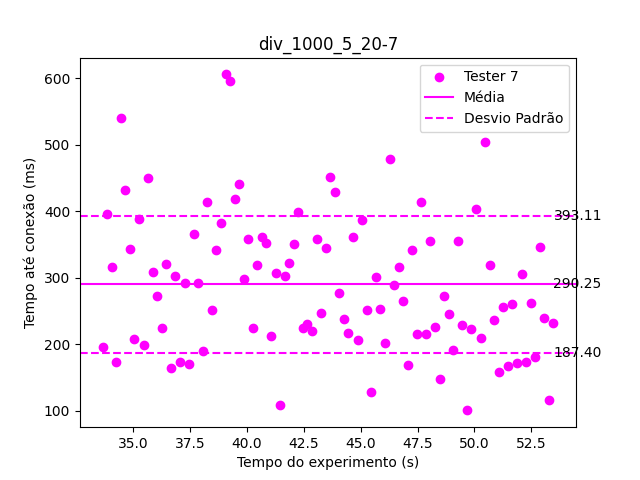 div_1000_5_20-7
Tester 7
Média
Desvio Padrão
600
500
400
300
200
100
393.11
290.25
187.40
Tempo até conexão (ms)
35.0 37.5 40.0 42.5 45.0 47.5 50.0 52.5
Tempo do experimento (s)